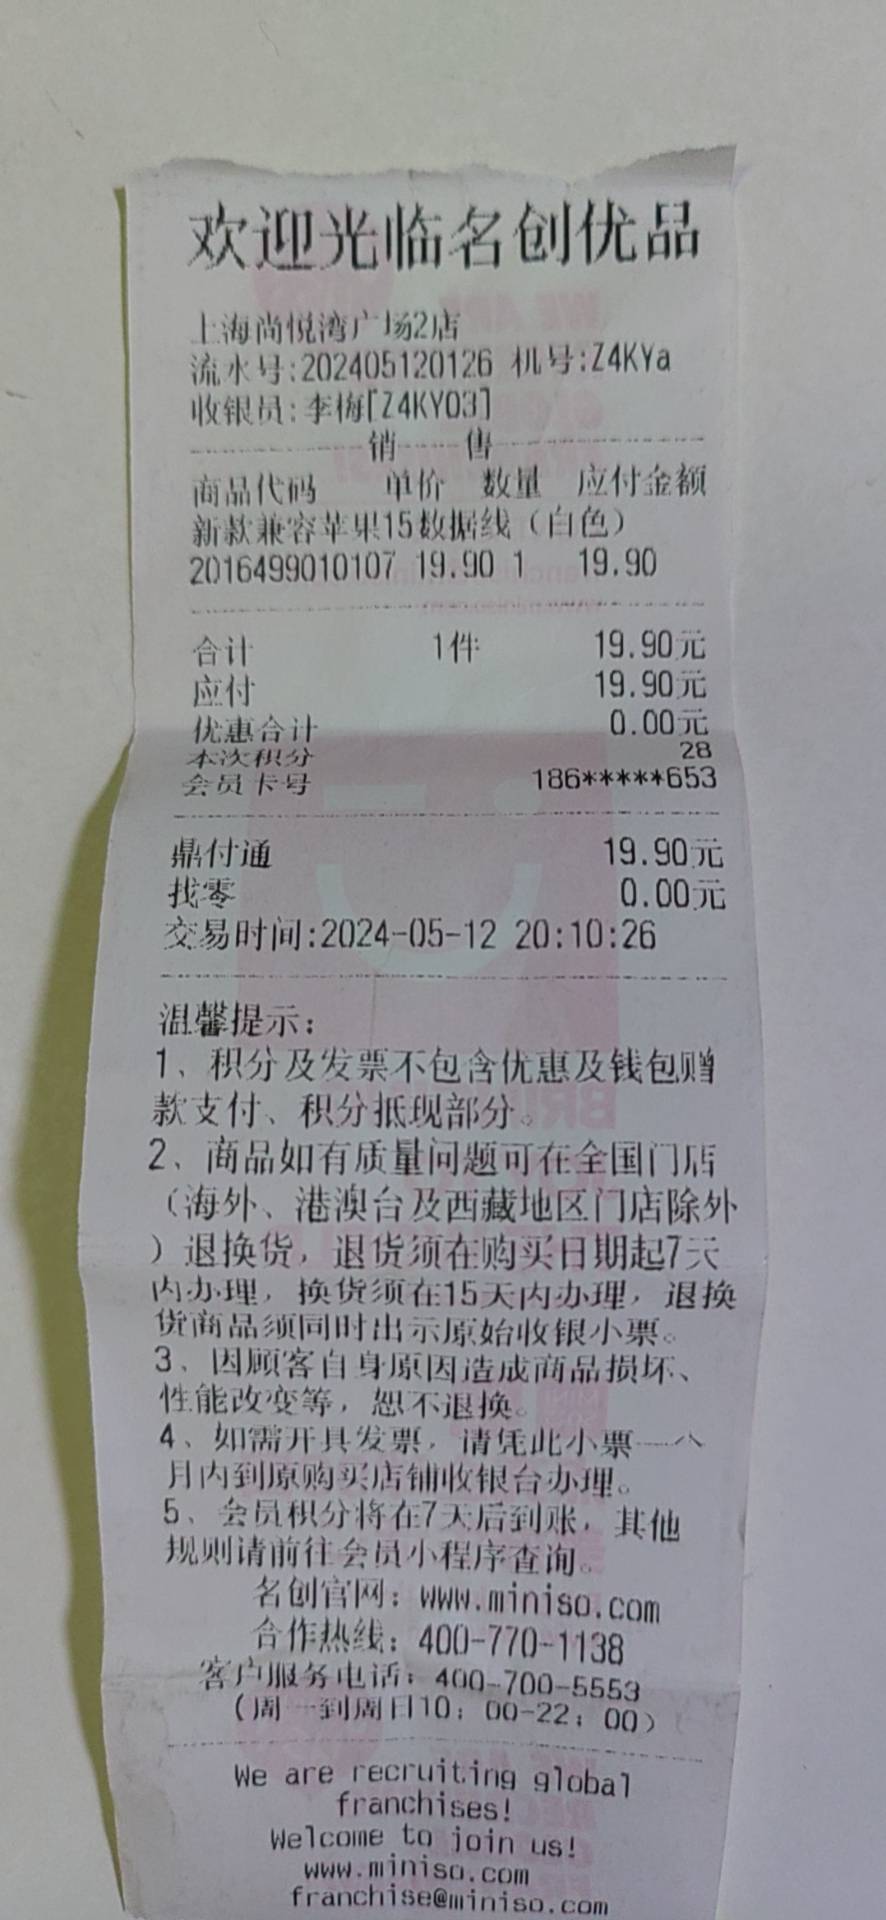 欢迎光临名创优品
上海尚悦湾广场2店
流水号:202405120126 机号:Z4KYa
收银员:李梅[Z4KY03]
销 售
商品代码 单价 数量 应付金额
新款兼容苹果15数据线（白色）
2016499010107 19.90 1 19.90
合计 1件 19.90元
应付 19.90元
优惠合计 0.00元
本次积分 28
会员卡号 186*****653
鼎付通 19.90元
找零 0.00元
交易时间:2024-05-12 20:10:26
温馨提示：
1、积分及发票不包含优惠及钱包赠
款支付、积分抵现部分。
2、商品如有质量问题可在全国门店
（海外、港澳台及西藏地区门店除外
）退换货，退货须在购买日期起7天
内办理，换货须在15天内办理，退换
货商品须同时出示原始收银小票。
3、因顾客自身原因造成商品损坏、
性能改变等，恕不退换。
4、如需开具发票，请凭此小票一个
月内到原购买店铺收银台办理。
5、会员积分将在7天后到账，其他
规则请前往会员小程序查询。
名创官网：www.miniso.com
合作热线：400-770-1138
客户服务电话：400-700-5553
（周一到周日10：00-22：00）
We are recruiting global
franchises!
Welcome to join us!
www.miniso.com
franchise@miniso.com